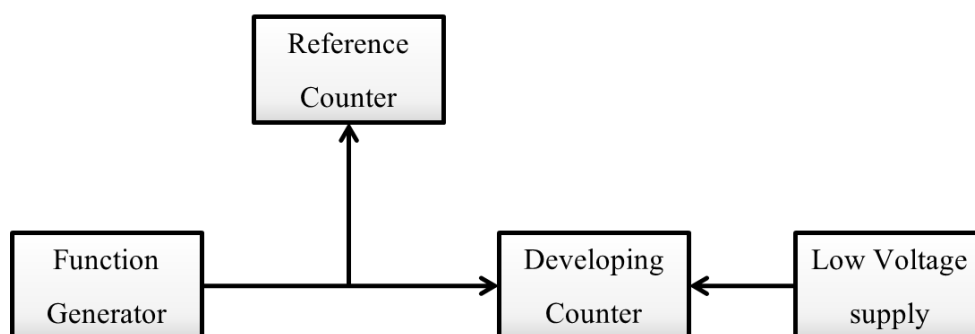 Reference
Counter
Function
Generator
Developing
Counter
Low Voltage
supply